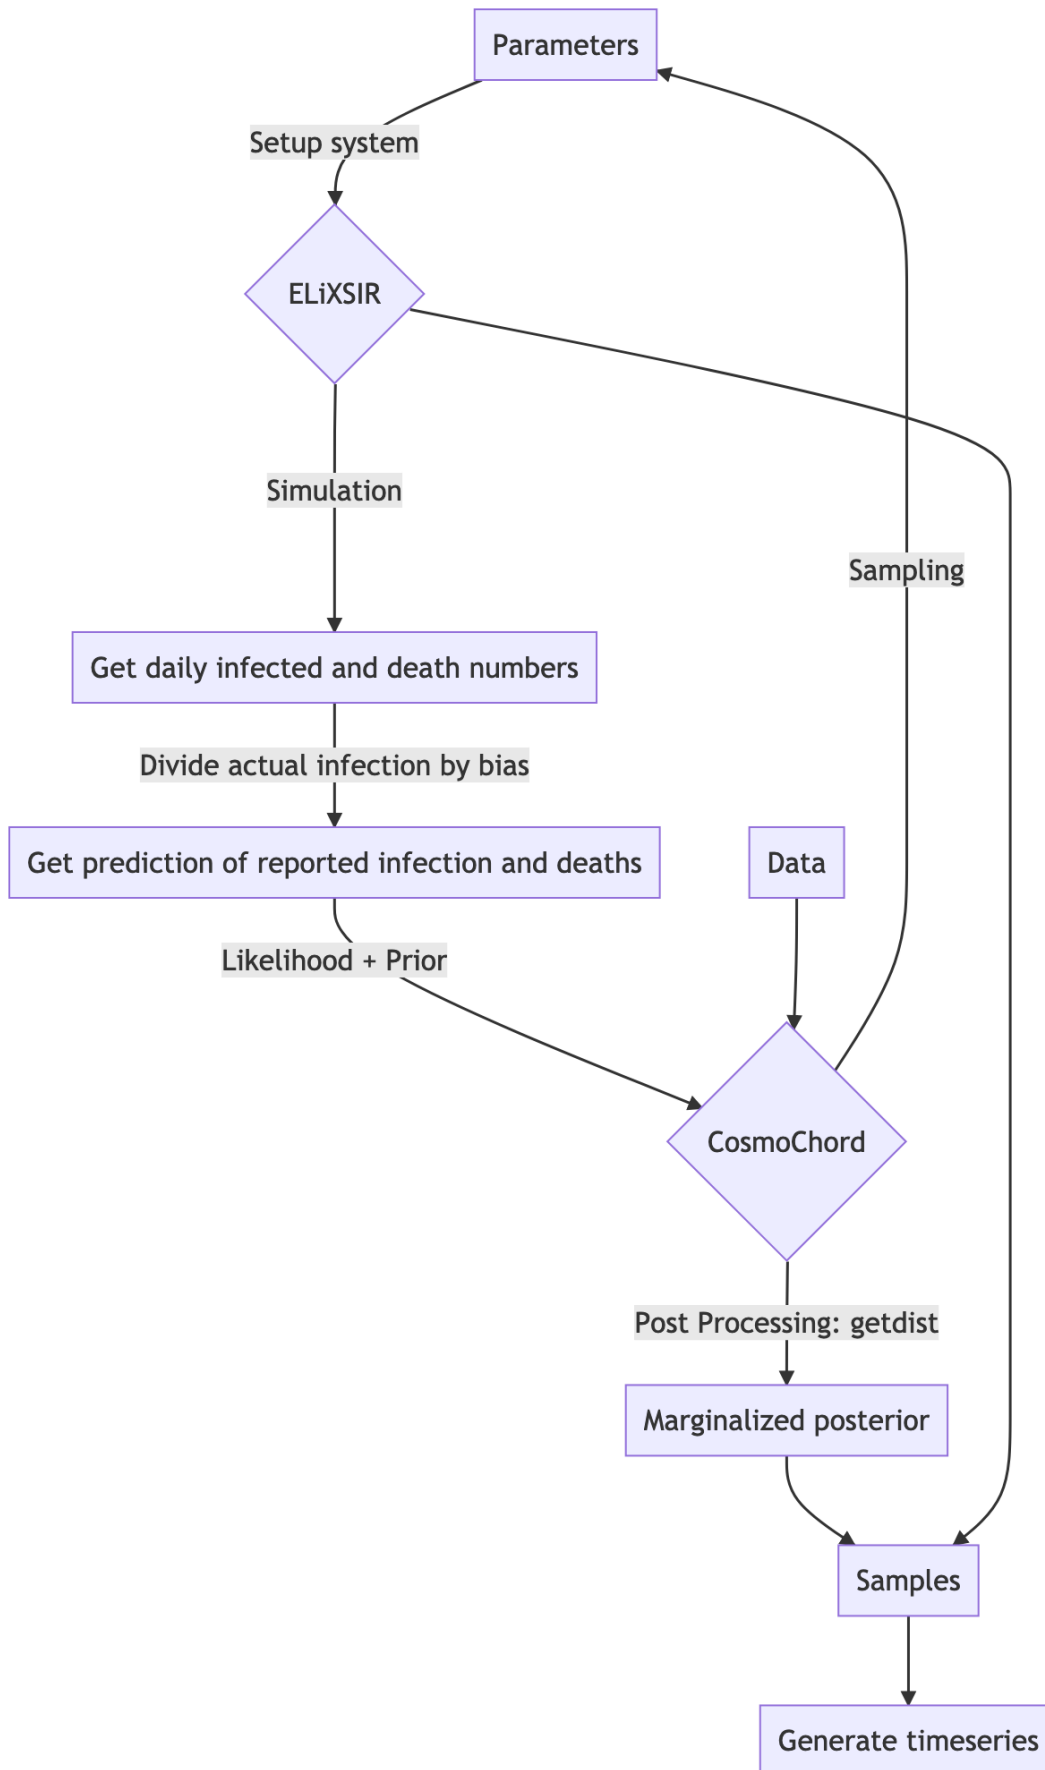 Parameters
Setup system
ELiXSIR
Simulation
Sampling
Get daily infected and death numbers
Divide actual infection by bias
Get prediction of reported infection and deaths
Data
Likelihood + Prior
CosmoChord
Post Processing: getdist
Marginalized posterior
Samples
Generate timeseries